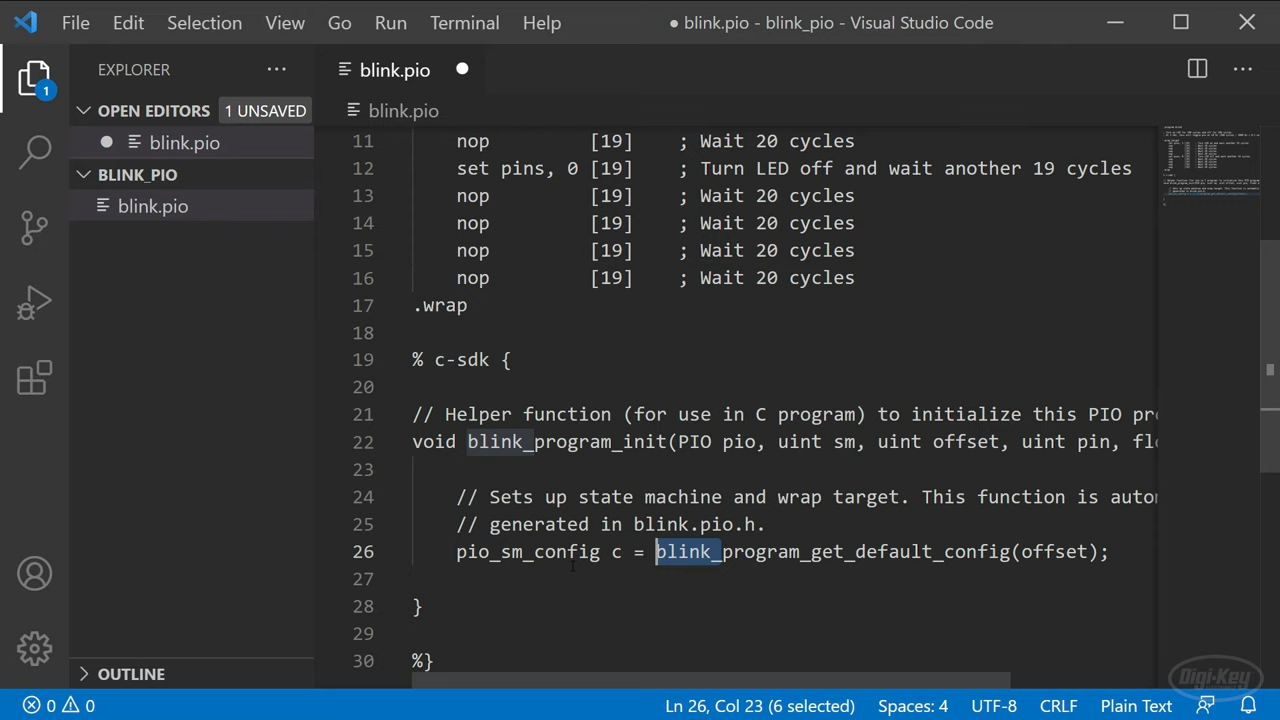 File Edit Selection View Go Run Terminal Help ● blink.pio - blink_pio - Visual Studio Code
EXPLORER ...
blink.pio
1
OPEN EDITORS 1 UNSAVED
blink.pio
blink.pio
BLINK_PIO
blink.pio
11 nop [19] ; Wait 20 cycles
12 set pins, 0 [19] ; Turn LED off and wait another 19 cycles
13 nop [19] ; Wait 20 cycles
14 nop [19] ; Wait 20 cycles
15 nop [19] ; Wait 20 cycles
16 nop [19] ; Wait 20 cycles
17 .wrap
18
19 % c-sdk {
20
21 // Helper function (for use in C program) to initialize this PIO pr
22 void blink_program_init(PIO pio, uint sm, uint offset, uint pin, fl
23
24 // Sets up state machine and wrap target. This function is auto
25 // generated in blink.pio.h.
26 pio_sm_config c = blink_program_get_default_config(offset);
27
28 }
29
30 %}
OUTLINE
Digi-Key
0 0 Ln 26, Col 23 (6 selected) Spaces: 4 UTF-8 CRLF Plain Text